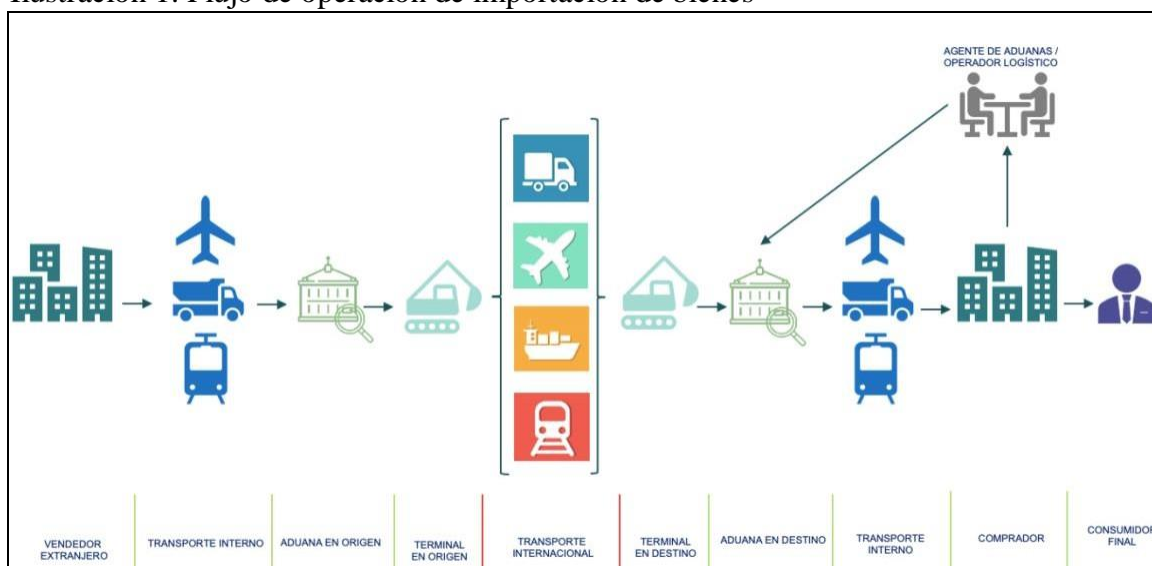 Ilustración 1: Flujo de operación de importación de bienes
AGENTE DE ADUANAS /
OPERADOR LOGÍSTICO
VENDEDOR
EXTRANJERO
TRANSPORTE INTERNO
ADUANA EN ORIGEN
TERMINAL
EN ORIGEN
TRANSPORTE
INTERNACIONAL
TERMINAL
EN DESTINO
ADUANA EN DESTINO
TRANSPORTE
INTERNO
COMPRADOR
CONSUMIDOR
FINAL